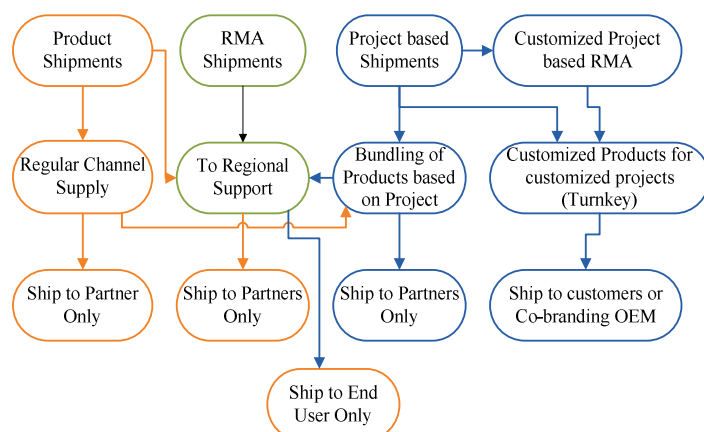 Product
Shipments
RMA
Shipments
Project based
Shipments
Customized Project
based RMA
Regular Channel
Supply
To Regional
Support
Bundling of
Products based
on Project
Customized Products for
customized projects
(Turnkey)
Ship to Partner
Only
Ship to Partners
Only
Ship to Partners
Only
Ship to customers or
Co-branding OEM
Ship to End
User Only